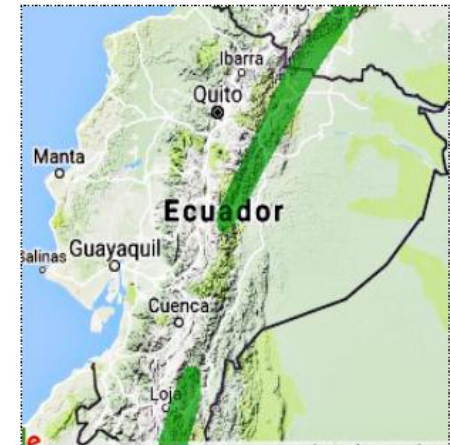 Ibarra
Quito
Manta
Ecuador
Salinas
Guayaquil
Cuenca
Loja